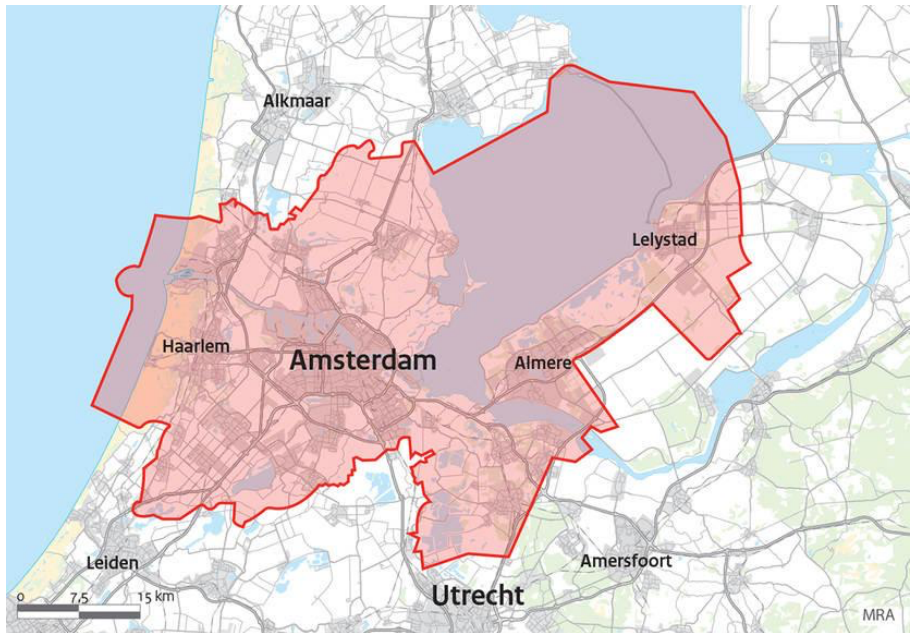 Alkmaar
Lelystad
Haarlem
Amsterdam
Almere
Leiden
Amersfoort
Utrecht
0 7,5 15 km
MRA